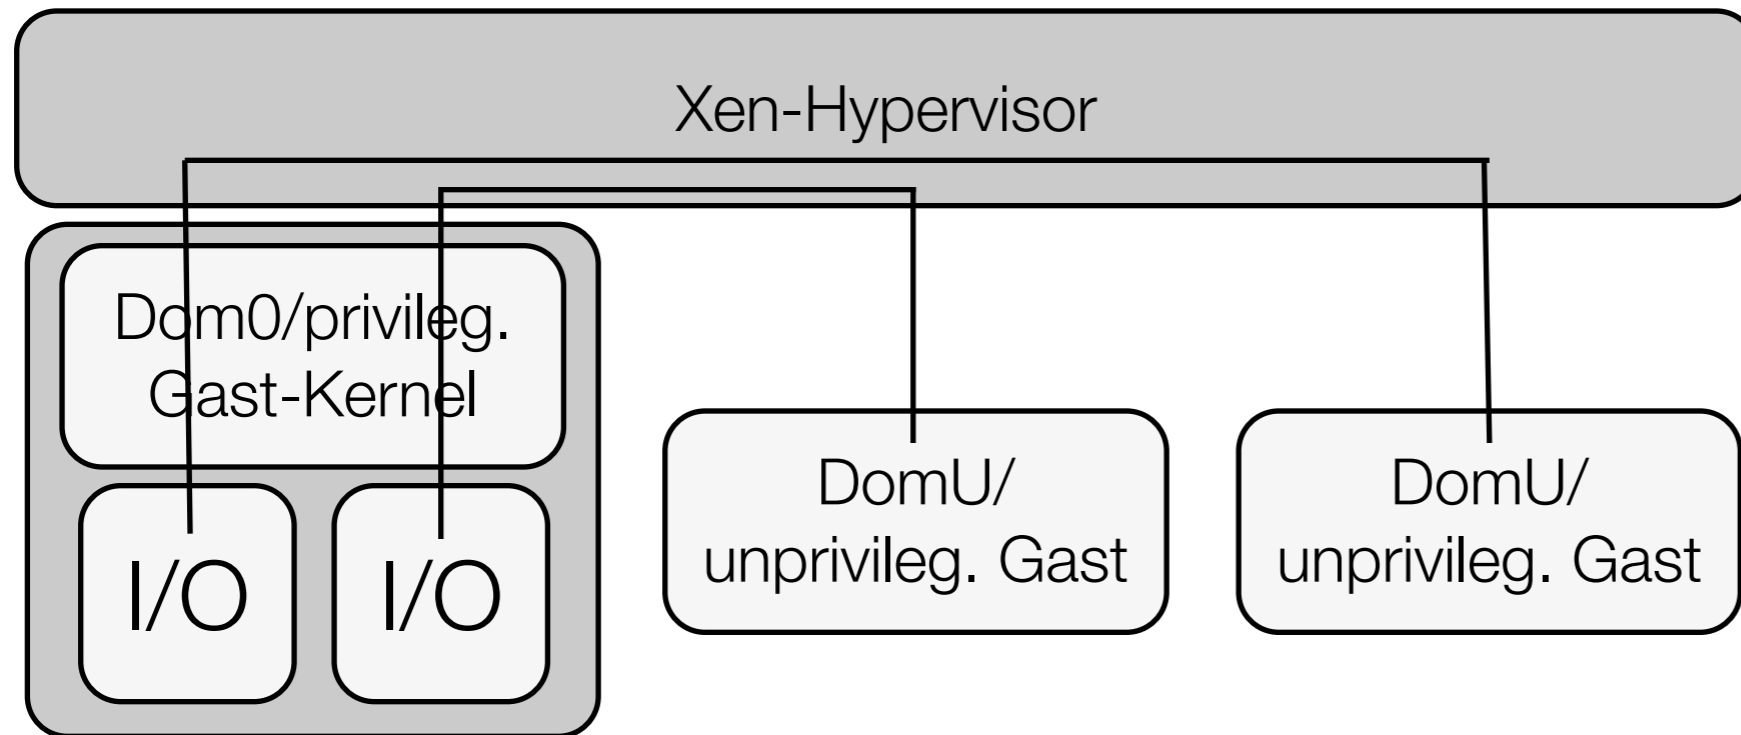 Xen-Hypervisor
Dom0/privileg.
Gast-Kernel
I/O
I/O
DomU/
unprivileg. Gast
DomU/
unprivileg. Gast